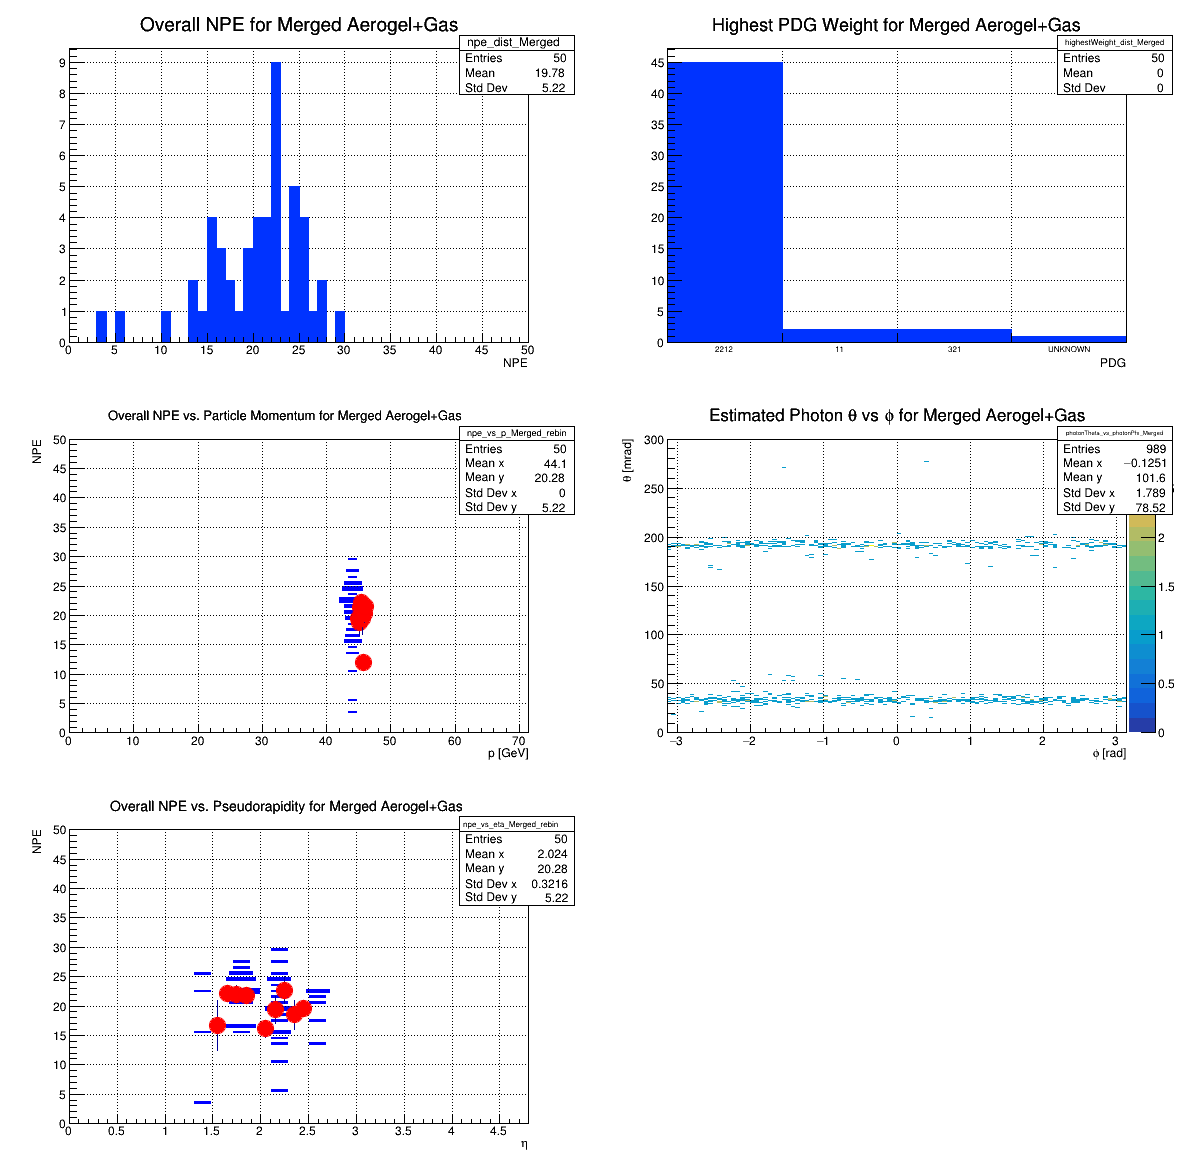 Overall NPE for Merged Aerogel+Gas
npe_dist_Merged
Entries 50
Mean 19.78
Std Dev 5.22
9
8
7
6
5
4
3
2
1
0
0 5 10 15 20 25 30 35 40 45 50
NPE
Highest PDG Weight for Merged Aerogel+Gas
highestWeight_dist_Merged
Entries 50
Mean 0
Std Dev 0
45
40
35
30
25
20
15
10
5
0
2212 11 321 UNKNOWN
PDG
Overall NPE vs. Particle Momentum for Merged Aerogel+Gas
npe_vs_p_Merged_rebin
Entries 50
Mean x 44.1
Mean y 20.28
Std Dev x 0
Std Dev y 5.22
NPE
50
45
40
35
30
25
20
15
10
5
0
0 10 20 30 40 50 60 70
p [GeV]
Estimated Photon θ vs ϕ for Merged Aerogel+Gas
photonTheta_vs_photonPhi_Merged
Entries 989
Mean x −0.1251
Mean y 101.6
Std Dev x 1.789
Std Dev y 78.52
θ [mrad]
300
250
200
150
100
50
0
−3 −2 −1 0 1 2 3
ϕ [rad]
2
1.5
1
0.5
0
Overall NPE vs. Pseudorapidity for Merged Aerogel+Gas
npe_vs_eta_Merged_rebin
Entries 50
Mean x 2.024
Mean y 20.28
Std Dev x 0.3216
Std Dev y 5.22
NPE
50
45
40
35
30
25
20
15
10
5
0
0 0.5 1 1.5 2 2.5 3 3.5 4 4.5
η